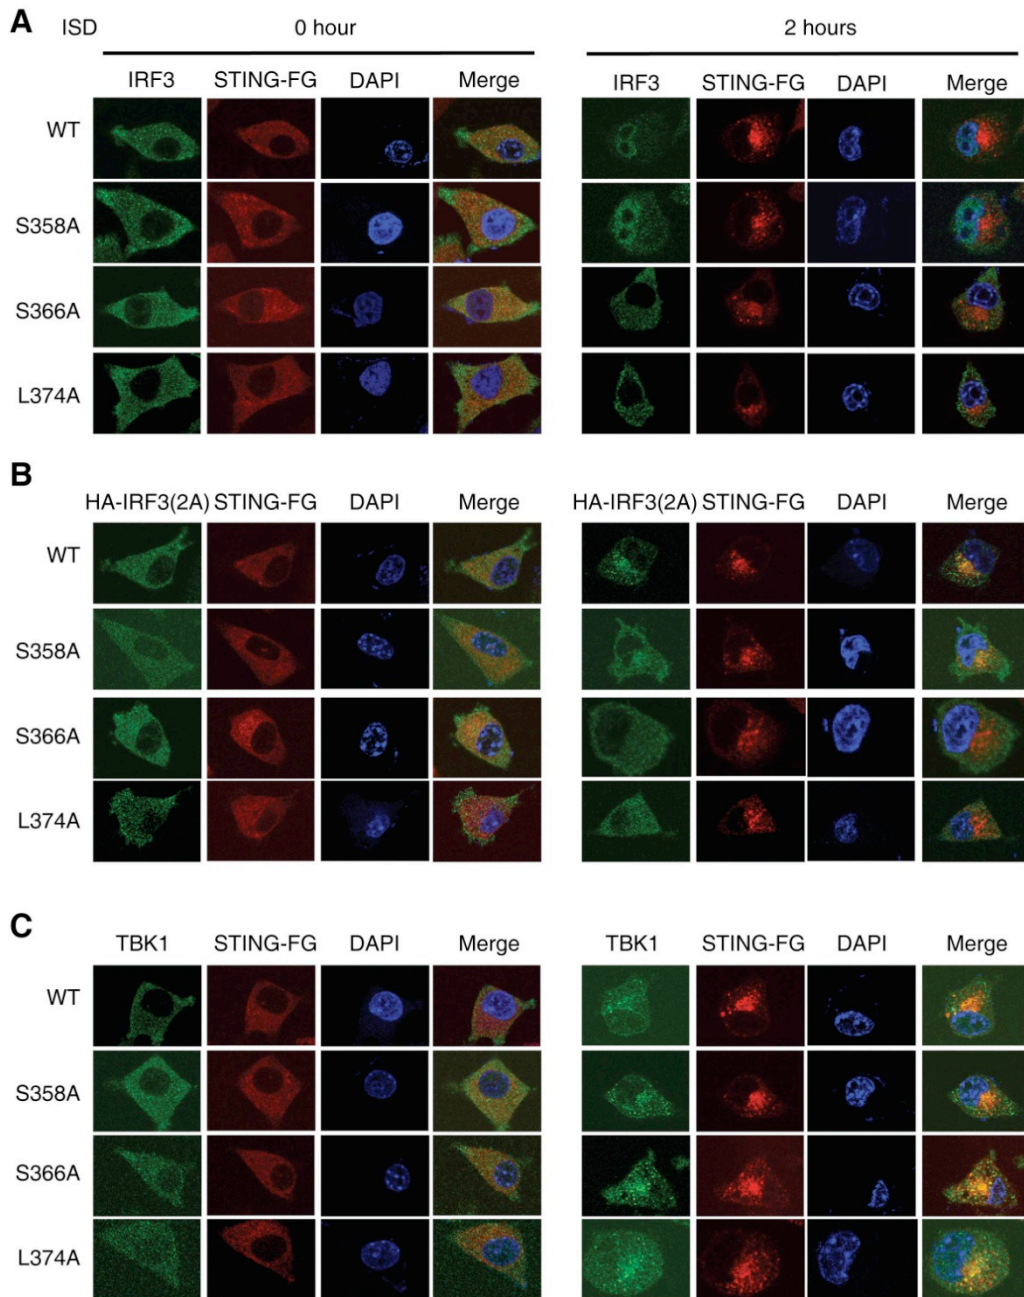 A ISD 0 hour 2 hours
IRF3 STING-FG DAPI Merge IRF3 STING-FG DAPI Merge
WT
S358A
S366A
L374A
B
HA-IRF3(2A) STING-FG DAPI Merge HA-IRF3(2A) STING-FG DAPI Merge
WT
S358A
S366A
L374A
C
TBK1 STING-FG DAPI Merge TBK1 STING-FG DAPI Merge
WT
S358A
S366A
L374A